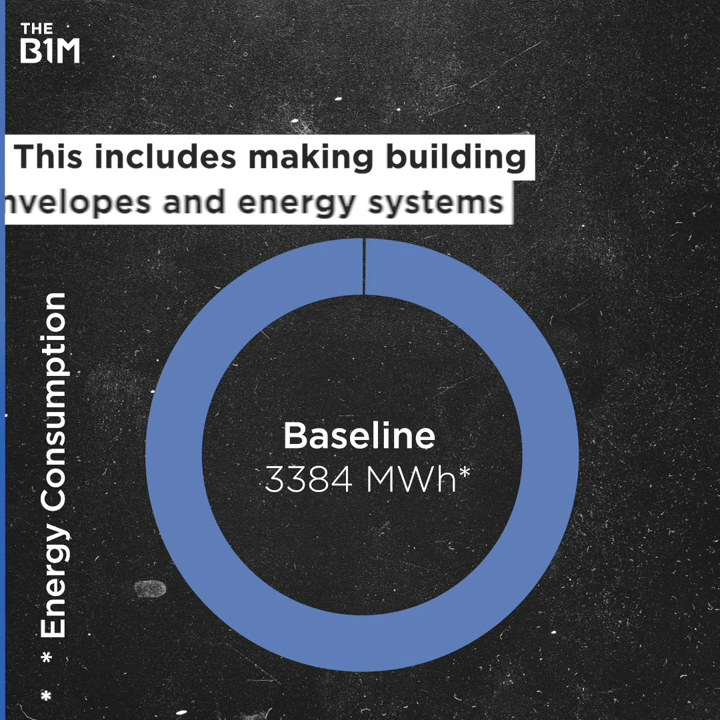 THE
B1M
This includes making building
nvelopes and energy systems
Baseline
3384 MWh*
* * Energy Consumption